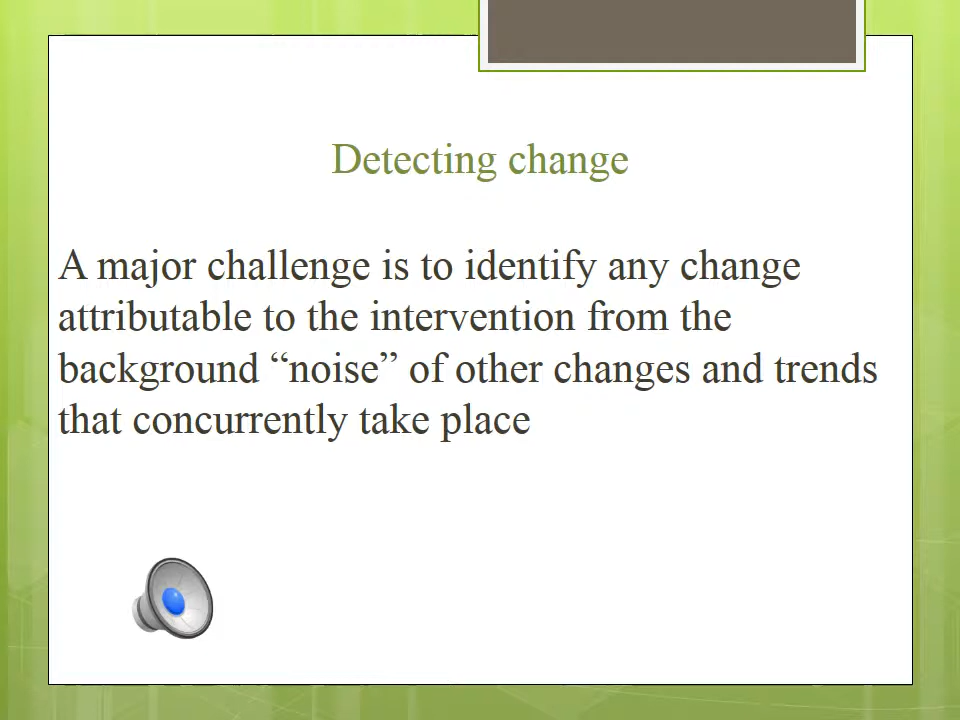 Detecting change
A major challenge is to identify any change
attributable to the intervention from the
background “noise” of other changes and trends
that concurrently take place